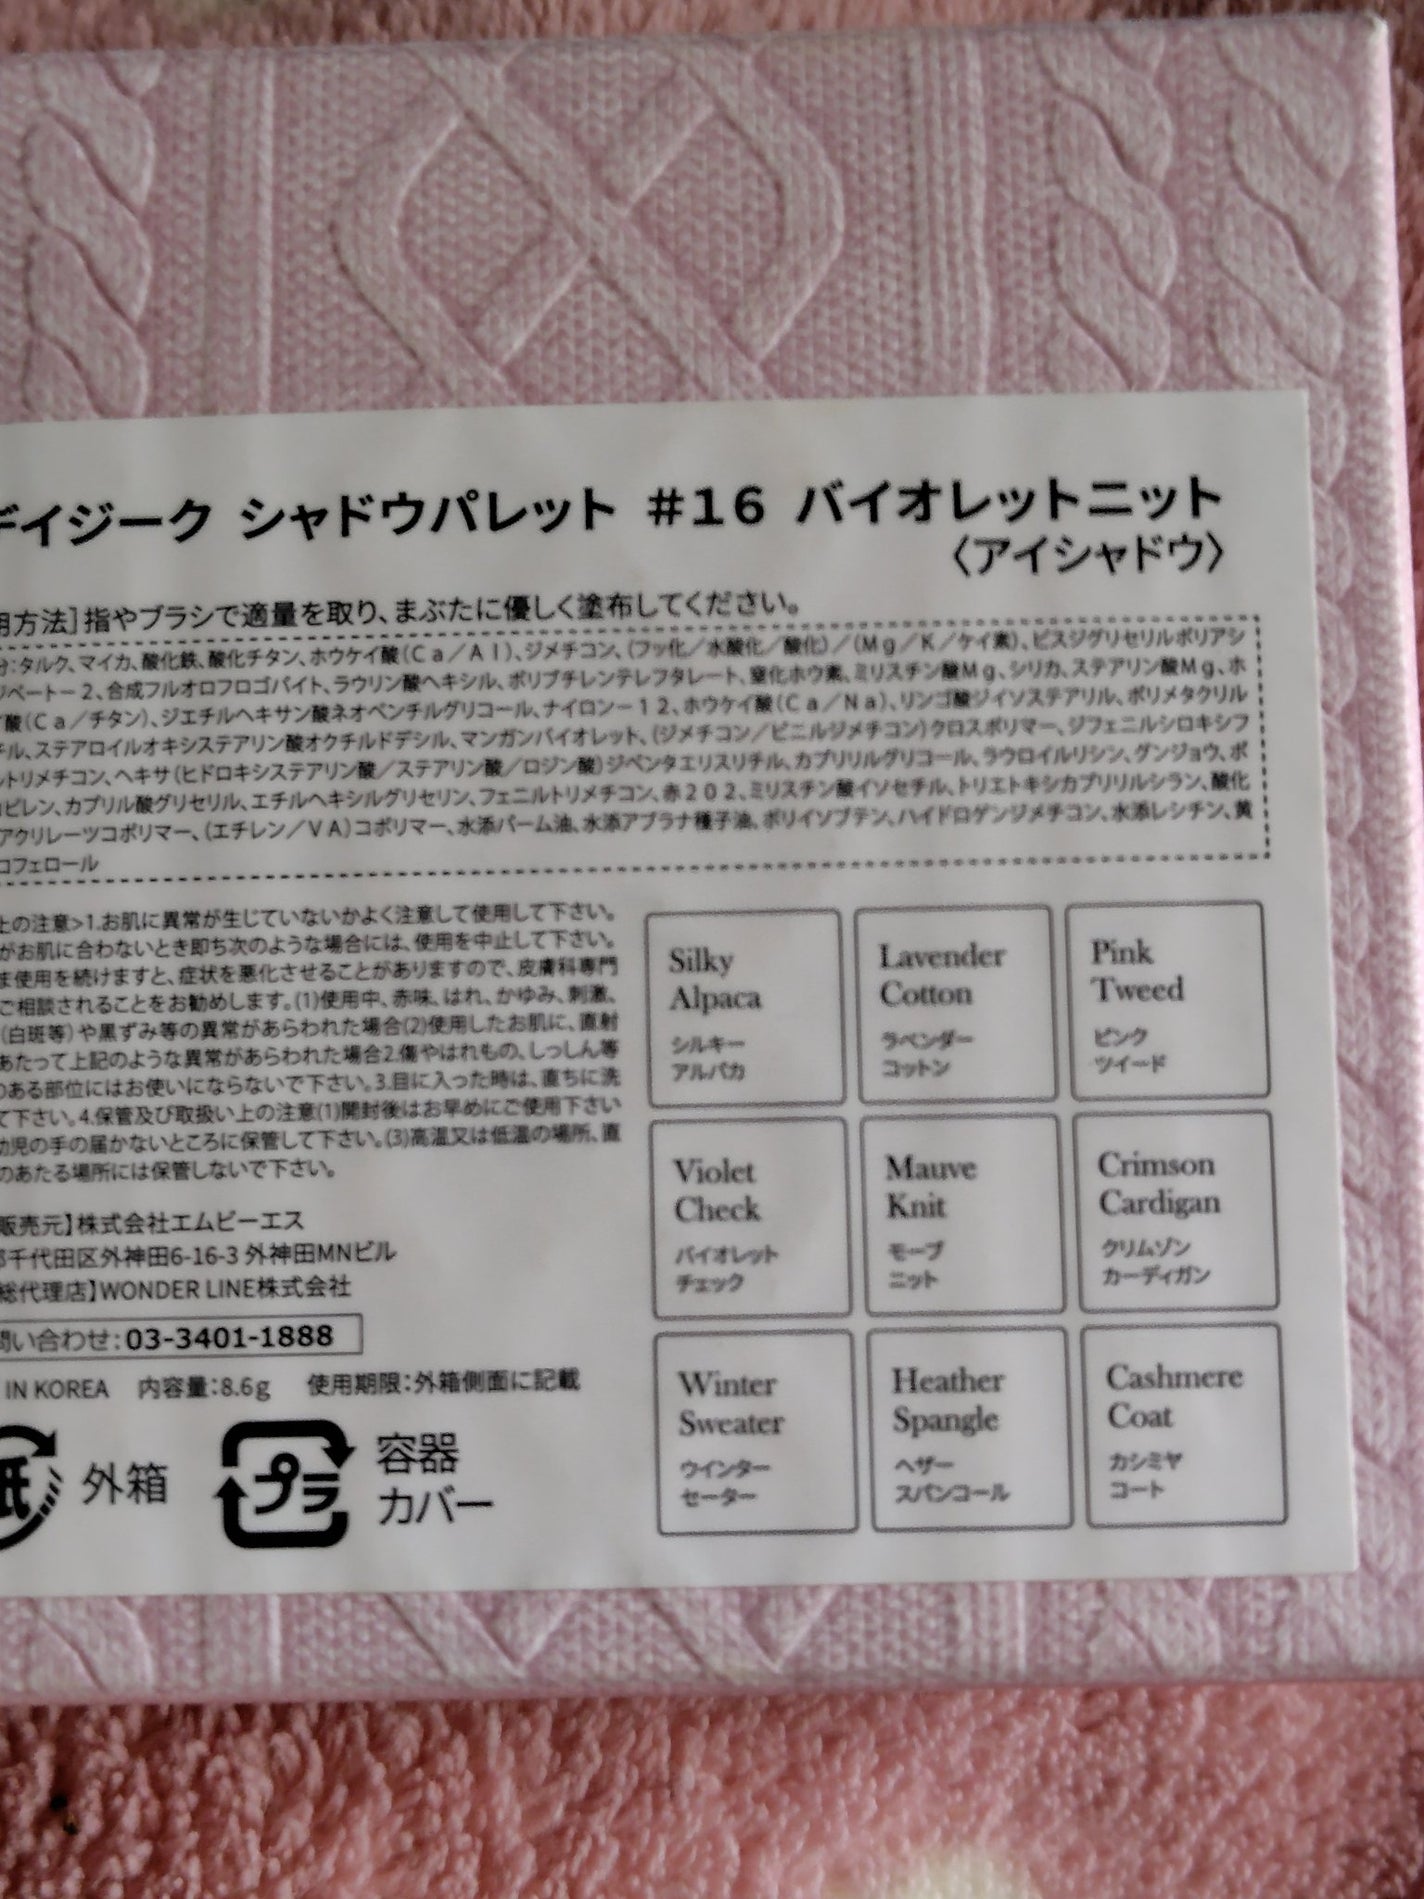 デイジーク シャドウパレット #16 バイオレットニット
〈アイシャドウ〉
用方法]指やブラシで適量を取り、まぶたに優しく塗布してください。
分:タルク、マイカ、酸化鉄、酸化チタン、ホウケイ酸(Ca/Al)、ジメチコン、(フッ化/水酸化/酸化)/(Mg/K/ケイ素)、ビスジグリセリルポリアシ
ジペート-2、合成フルオロフロゴパイト、ラウリン酸ヘキシル、ポリブチレンテレフタレート、窒化ホウ素、ミリスチン酸Mg、シリカ、ステアリン酸Mg、ホ
酸(Ca/チタン)、ジエチルヘキサン酸ネオペンチルグリコール、ナイロン-12、ホウケイ酸(Ca/Na)、リンゴ酸ジイソステアリル、ポリメタクリル
チル、ステアロイルオキシステアリン酸オクチルドデシル、マンガンバイオレット、(ジメチコン/ビニルジメチコン)クロスポリマー、ジフェニルシロキシフ
トリメチコン、ヘキサ(ヒドロキシステアリン酸/ステアリン酸/ロジン酸)ジペンタエリスリチル、カプリリルグリコール、ラウロイルリシン、グンジョウ、ポ
ピレン、カプリル酸グリセリル、エチルヘキシルグリセリン、フェニルトリメチコン、赤202、ミリスチン酸イソセチル、トリエトキシカプリリルシラン、酸化
アクリレーツコポリマー、(エチレン/VA)コポリマー、水添パーム油、水添アブラナ種子油、ポリイソブテン、ハイドロゲンジメチコン、水添レシチン、黄
コフェロール
上の注意>1.お肌に異常が生じていないかよく注意して使用して下さい。
がお肌に合わないとき即ち次のような場合には、使用を中止して下さい。
ま使用を続けますと、症状を悪化させることがありますので、皮膚科専門
ご相談されることをお勧めします。(1)使用中、赤味、はれ、かゆみ、刺激、
(白斑等)や黒ずみ等の異常があらわれた場合(2)使用したお肌に、直射
あたって上記のような異常があらわれた場合2.傷やはれもの、しっしん等
のある部位にはお使いにならないで下さい。3.目に入った時は、直ちに洗
て下さい。4.保管及び取扱い上の注意(1)開封後はお早めにご使用下さい
幼児の手の届かないところに保管して下さい。(3)高温又は低温の場所、直
のあたる場所には保管しないで下さい。
販売元】株式会社エムビーエス
都千代田区外神田6-16-3 外神田MNビル
総代理店】WONDER LINE株式会社
問い合わせ:03-3401-1888
IN KOREA 内容量:8.6g 使用期限:外箱側面に記載
紙 外箱
プラ 容器
カバー
Silky
Alpaca
シルキー
アルパカ
Lavender
Cotton
ラベンダー
コットン
Pink
Tweed
ピンク
ツイード
Violet
Check
バイオレット
チェック
Mauve
Knit
モーブ
ニット
Crimson
Cardigan
クリムゾン
カーディガン
Winter
Sweater
ウインター
セーター
Heather
Spangle
ヘザー
スパンコール
Cashmere
Coat
カシミヤ
コート